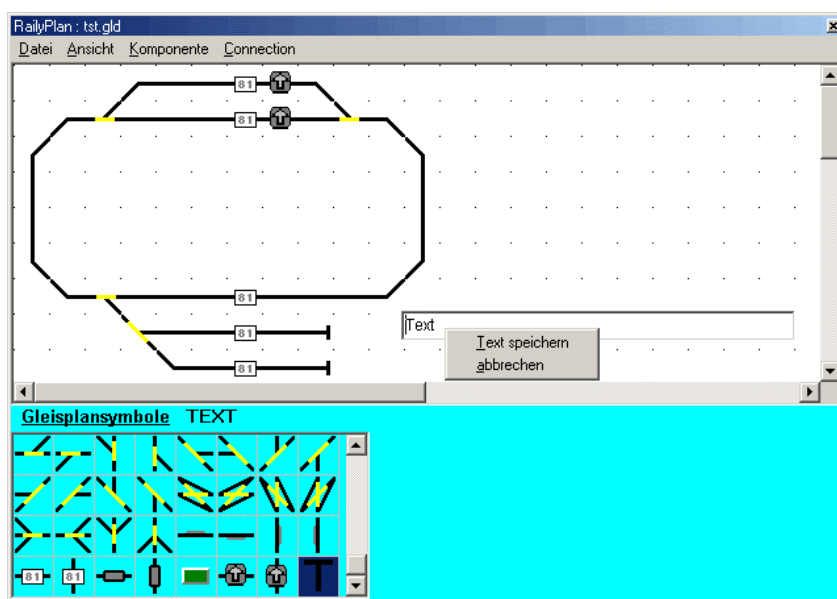 RailyPlan : tst.gld
Datei Ansicht Komponente Connection
81
81
81
81
81
Text
Text speichern
abbrechen
Gleisplansymbole TEXT
81 81 T